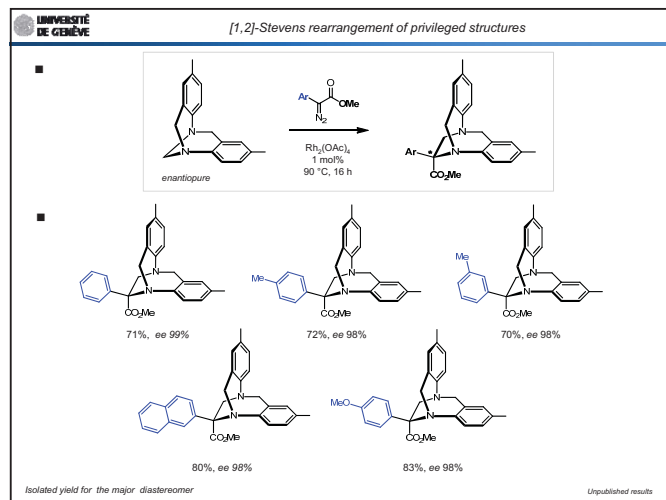 UNIVERSITÉ
DE GENÈVE
[1,2]-Stevens rearrangement of privileged structures
N
N
enantiopure
Ar
O
OMe
N2
Rh2(OAc)4
1 mol%
90 °C, 16 h
N
Ar
*
N
CO2Me
N
N
CO2Me
71%, ee 99%
Me
N
N
CO2Me
72%, ee 98%
Me
N
N
CO2Me
70%, ee 98%
N
N
CO2Me
80%, ee 98%
MeO
N
N
CO2Me
83%, ee 98%
Isolated yield for the major diastereomer
Unpublished results